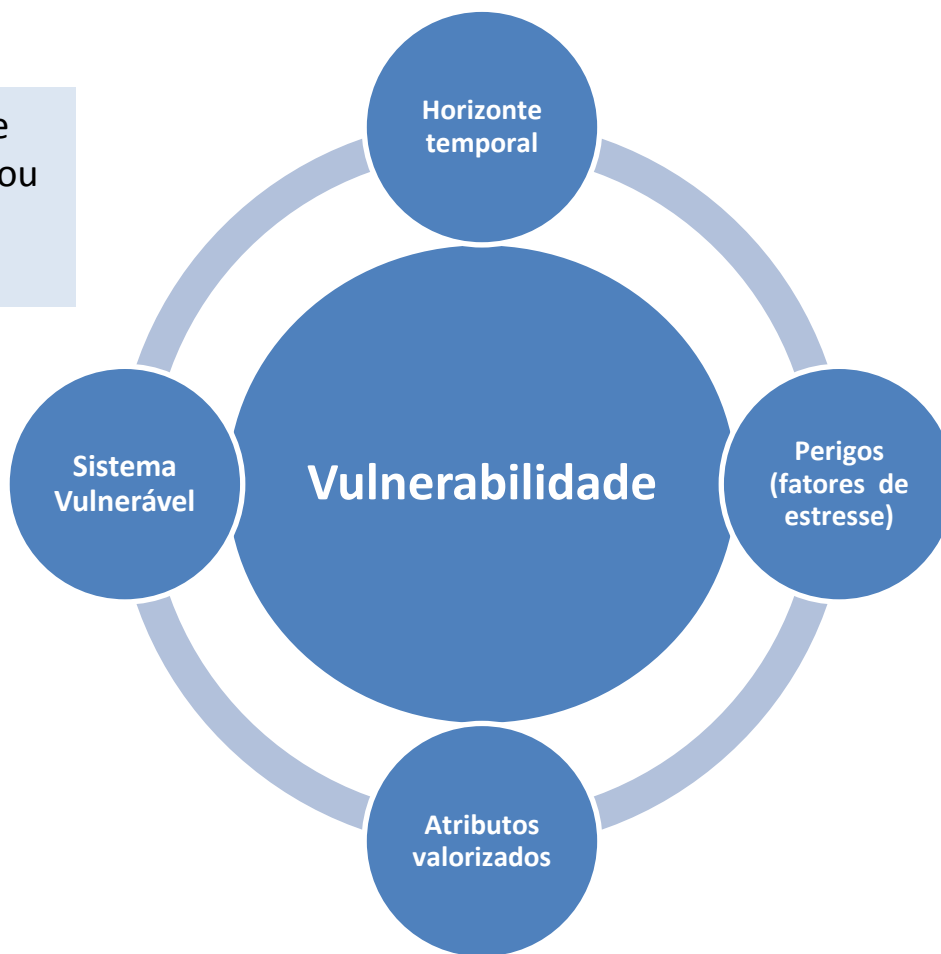 e
ou
Horizonte
temporal
Sistema
Vulnerável
Vulnerabilidade
Perigos
(fatores de
estresse)
Atributos
valorizados